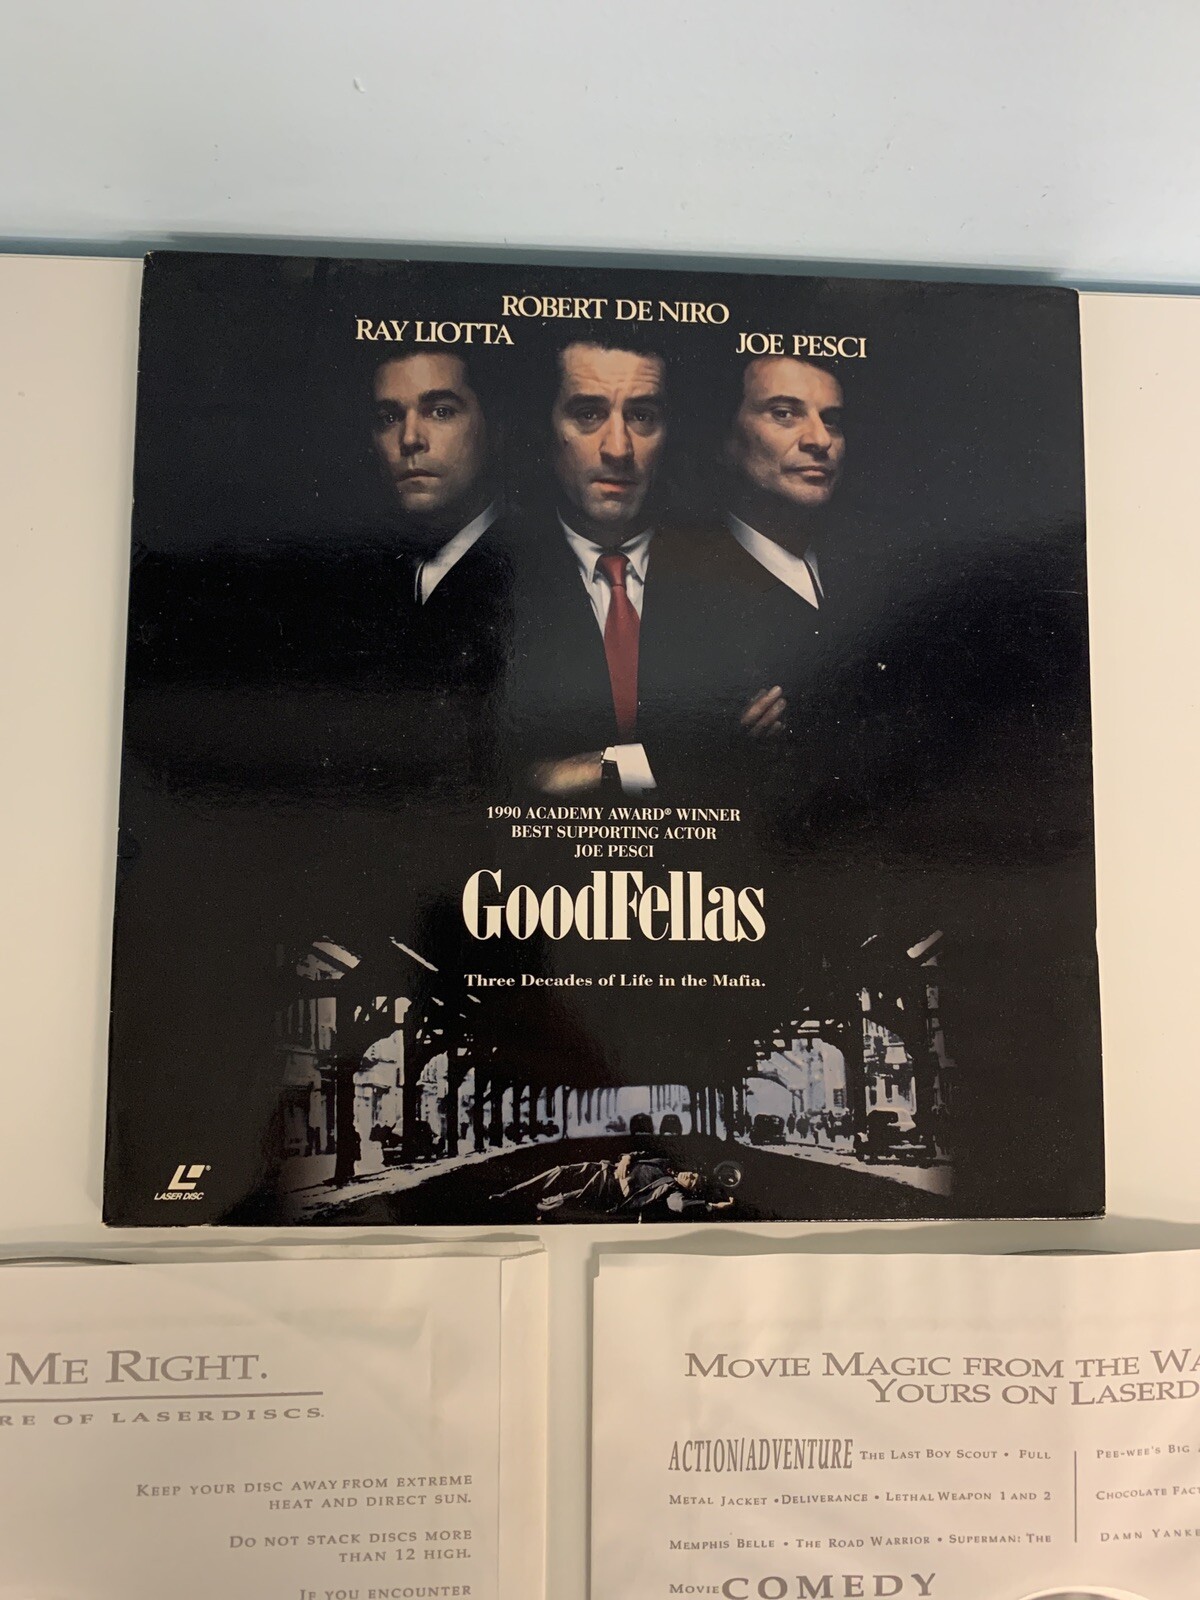 ROBERT DE NIRO
RAY LIOTTA
JOE PESCI
1990 ACADEMY AWARD® WINNER
BEST SUPPORTING ACTOR
JOE PESCI
GoodFellas
Three Decades of Life in the Mafia.
LASER DISC
ME RIGHT.
RE OF LASERDISCS.
KEEP YOUR DISC AWAY FROM EXTREME
HEAT AND DIRECT SUN.
DO NOT STACK DISCS MORE
THAN 12 HIGH.
IF YOU ENCOUNTER
MOVIE MAGIC FROM THE WA
YOURS ON LASERD
ACTION/ADVENTURE THE LAST BOY SCOUT • FULL
METAL JACKET • DELIVERANCE • LETHAL WEAPON 1 AND 2
MEMPHIS BELLE • THE ROAD WARRIOR • SUPERMAN: THE
MOVIE COMEDY
PEE-WEE'S BIG
CHOCOLATE FACT
DAMN YANKE